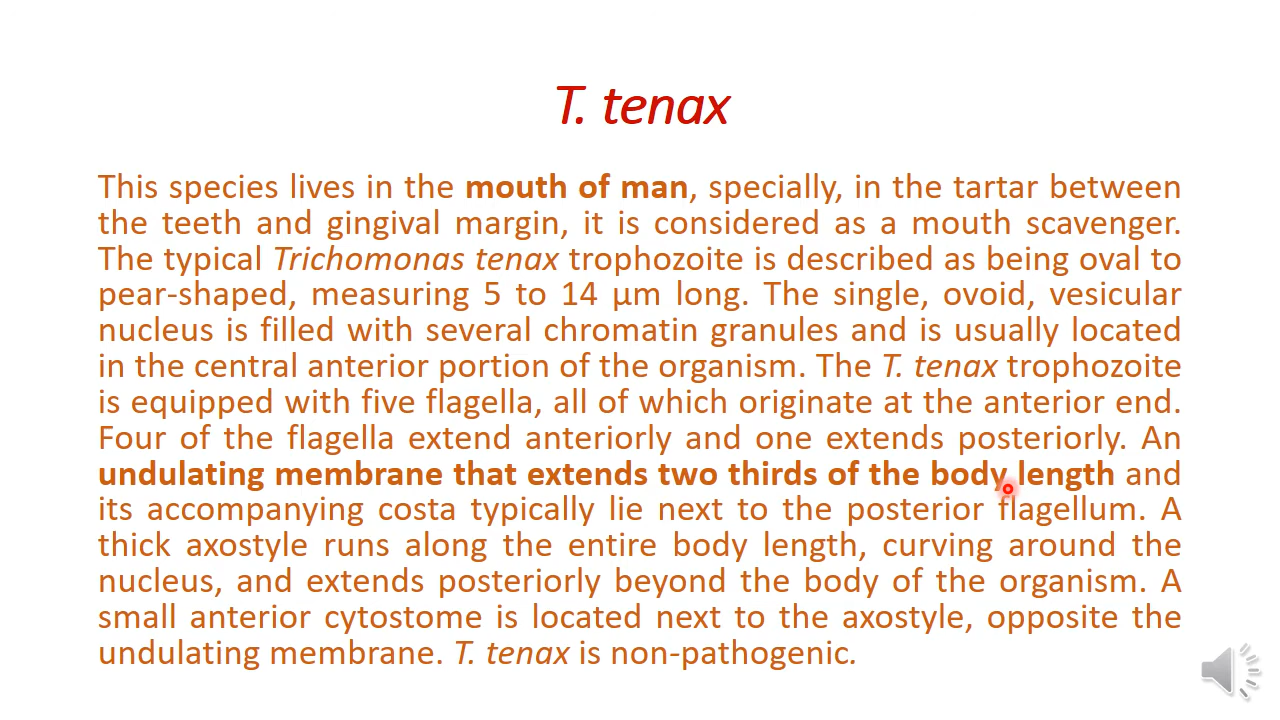 T. tenax
This species lives in the mouth of man, specially, in the tartar between
the teeth and gingival margin, it is considered as a mouth scavenger.
The typical Trichomonas tenax trophozoite is described as being oval to
pear-shaped, measuring 5 to 14 µm long. The single, ovoid, vesicular
nucleus is filled with several chromatin granules and is usually located
in the central anterior portion of the organism. The T. tenax trophozoite
is equipped with five flagella, all of which originate at the anterior end.
Four of the flagella extend anteriorly and one extends posteriorly. An
undulating membrane that extends two thirds of the body length and
its accompanying costa typically lie next to the posterior flagellum. A
thick axostyle runs along the entire body length, curving around the
nucleus, and extends posteriorly beyond the body of the organism. A
small anterior cytostome is located next to the axostyle, opposite the
undulating membrane. T. tenax is non-pathogenic.